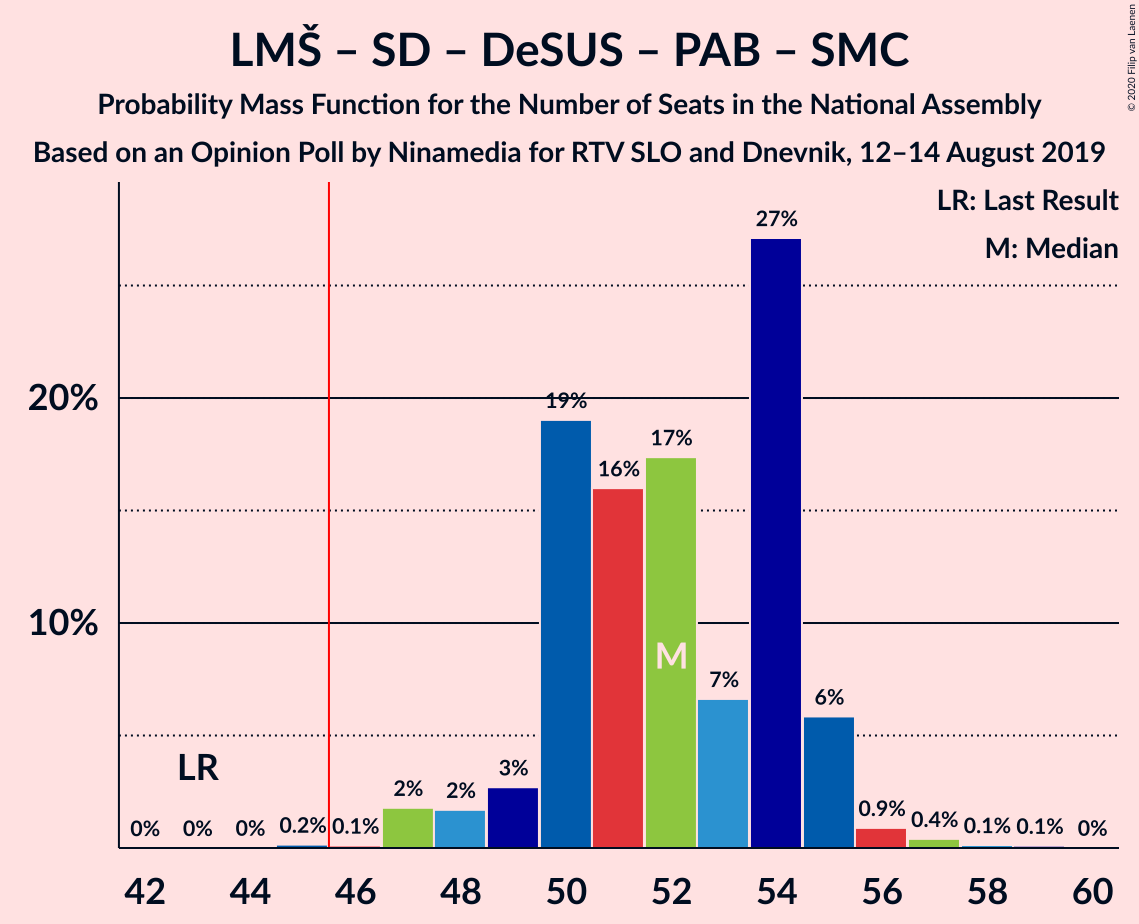 LMŠ – SD – DeSUS – PAB – SMC
Probability Mass Function for the Number of Seats in the National Assembly
Based on an Opinion Poll by Ninamedia for RTV SLO and Dnevnik, 12–14 August 2019
© 2020 Filip van Laenen
LR: Last Result
M: Median
27%
20%
19%
17%
16%
10%
M
7%
6%
LR
3%
2%
2%
0.9%
0.4%
0% 0% 0% 0.2% 0.1% 0.1% 0.1% 0%
42 44 46 48 50 52 54 56 58 60